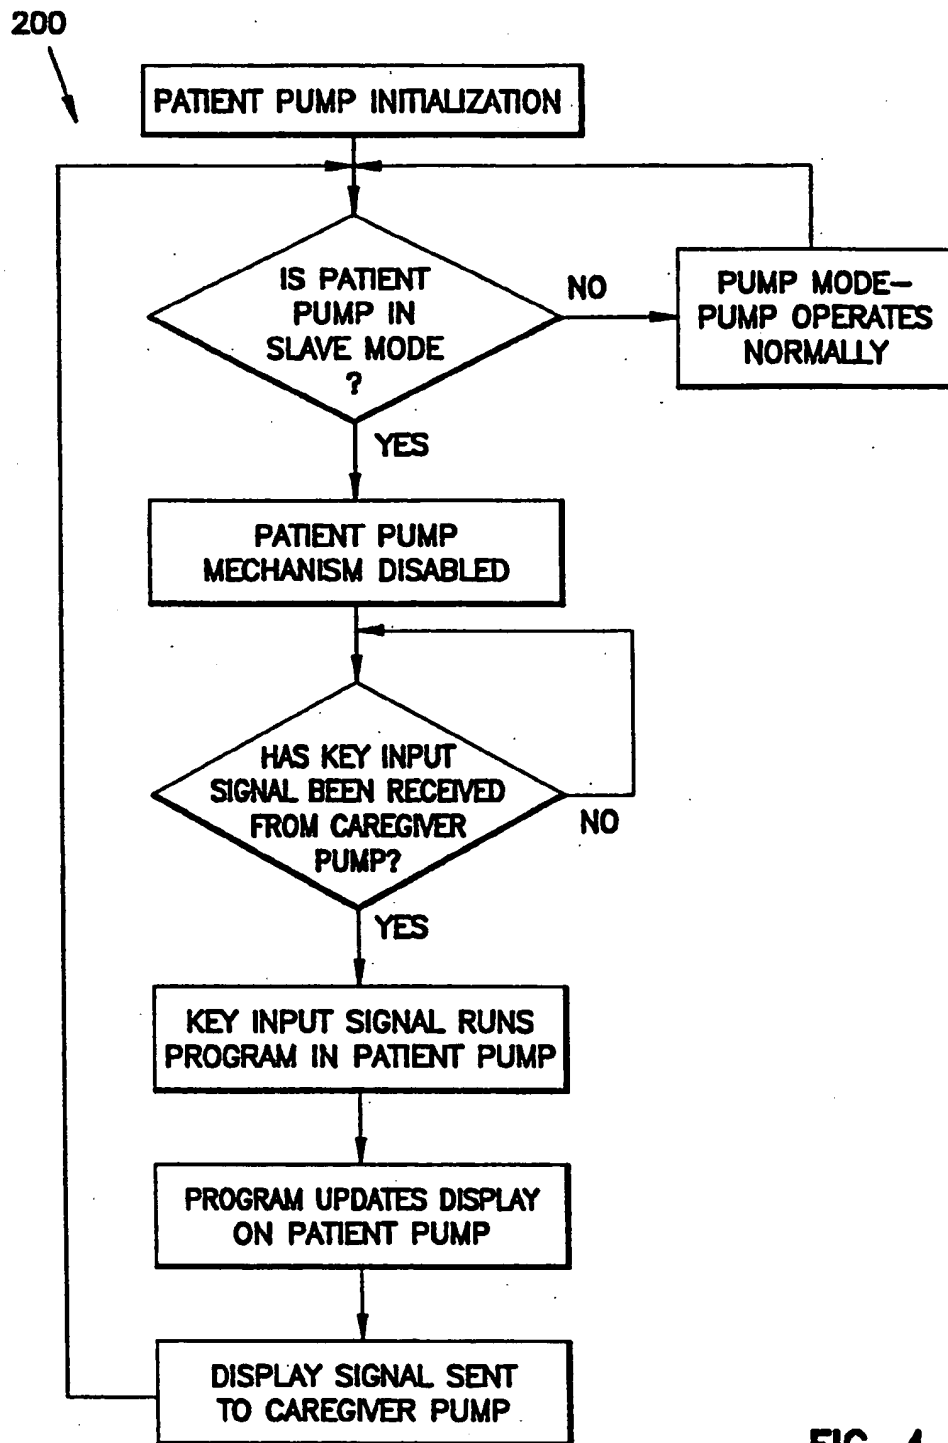 200
PATIENT PUMP INITIALIZATION
IS PATIENT
PUMP IN
SLAVE MODE
?
NO
PUMP MODE–
PUMP OPERATES
NORMALLY
YES
PATIENT PUMP
MECHANISM DISABLED
HAS KEY INPUT
SIGNAL BEEN RECEIVED
FROM CAREGIVER
PUMP?
NO
YES
KEY INPUT SIGNAL RUNS
PROGRAM IN PATIENT PUMP
PROGRAM UPDATES DISPLAY
ON PATIENT PUMP
DISPLAY SIGNAL SENT
TO CAREGIVER PUMP